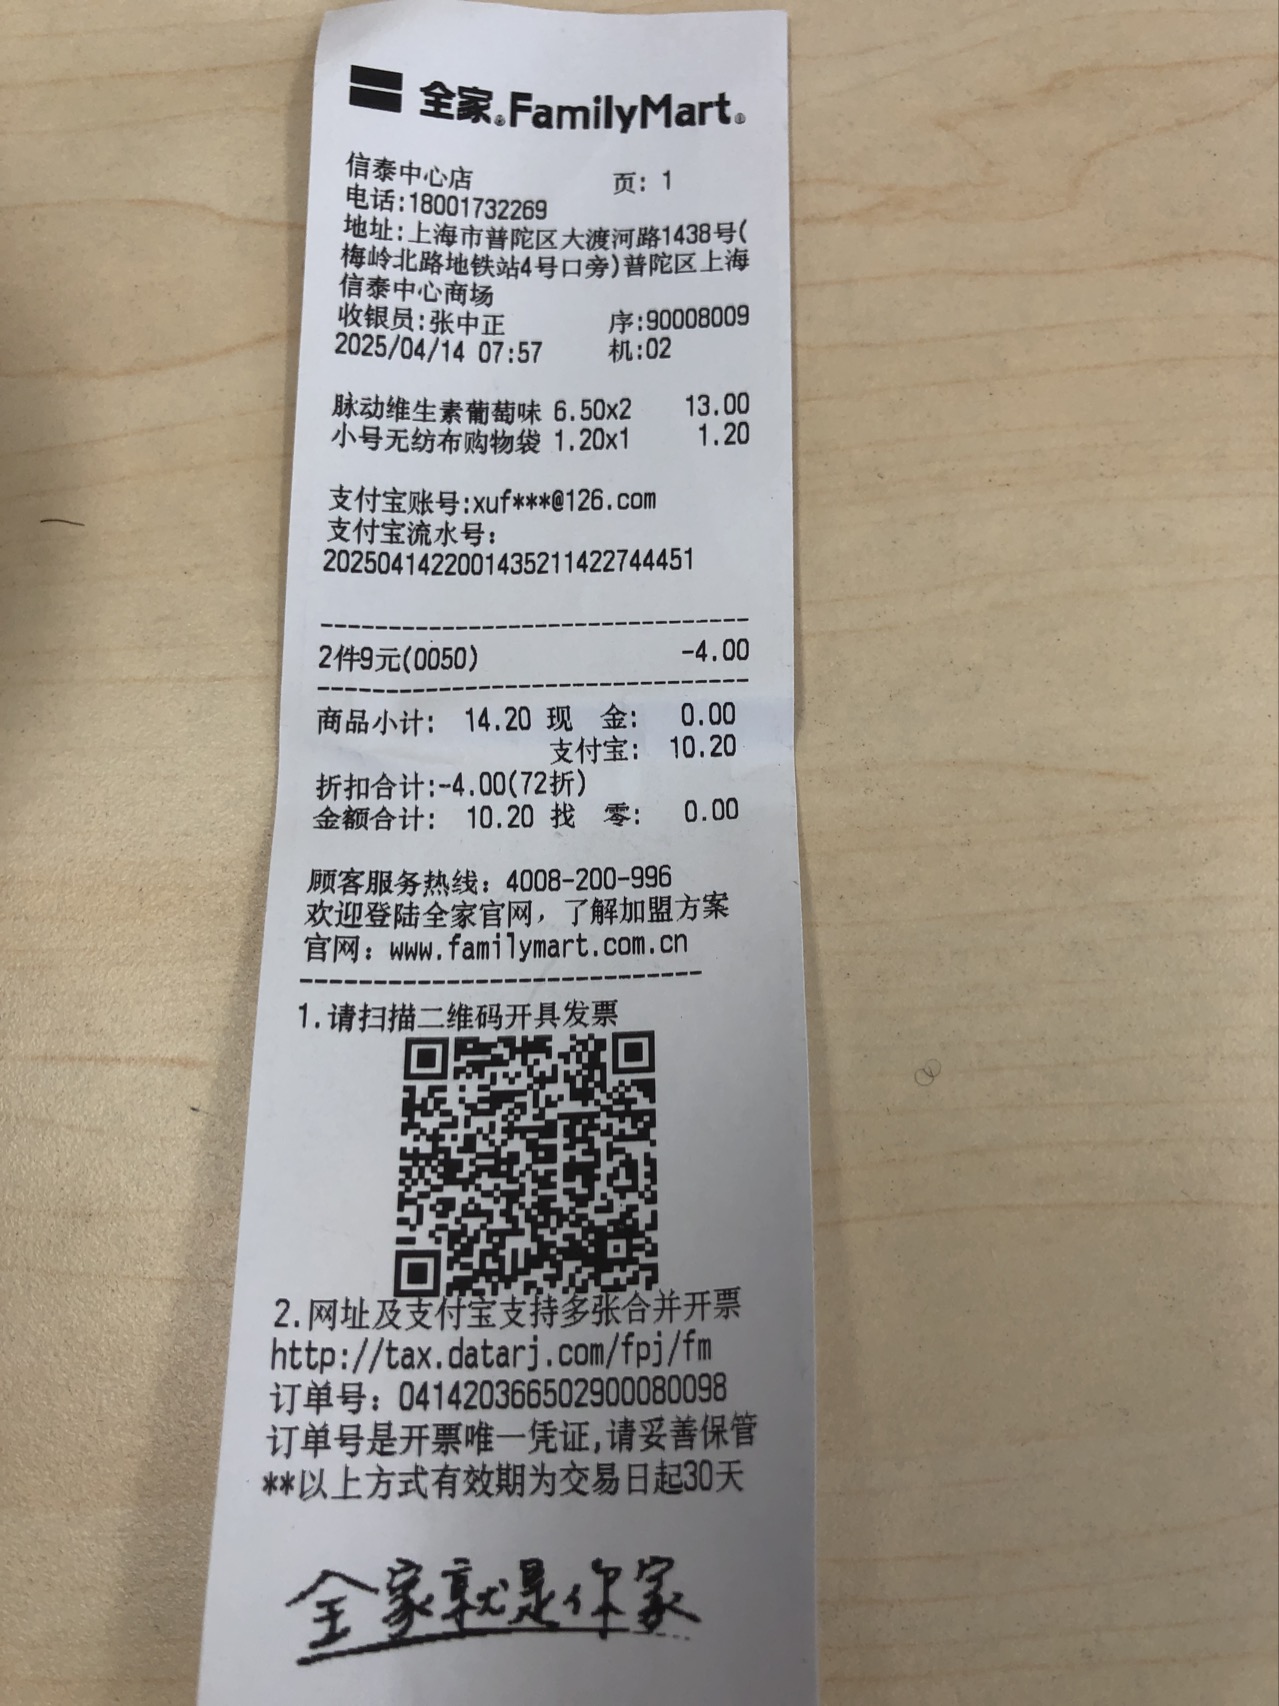 全家®FamilyMart®
信泰中心店 页: 1
电话:18001732269
地址:上海市普陀区大渡河路1438号(
梅岭北路地铁站4号口旁)普陀区上海
信泰中心商场
收银员:张中正 序:90008009
2025/04/14 07:57 机:02
脉动维生素葡萄味 6.50x2 13.00
小号无纺布购物袋 1.20x1 1.20
支付宝账号:xuf***@126.com
支付宝流水号:
2025041422001435211422744451
2件9元(0050) -4.00
商品小计: 14.20 现 金: 0.00
支付宝: 10.20
折扣合计:-4.00(72折)
金额合计: 10.20 找 零: 0.00
顾客服务热线: 4008-200-996
欢迎登陆全家官网，了解加盟方案
官网: www.familymart.com.cn
1.请扫描二维码开具发票
2.网址及支付宝支持多张合并开票
http://tax.datarj.com/fpj/fm
订单号: 041420366502900080098
订单号是开票唯一凭证,请妥善保管
**以上方式有效期为交易日起30天
全家就是你家